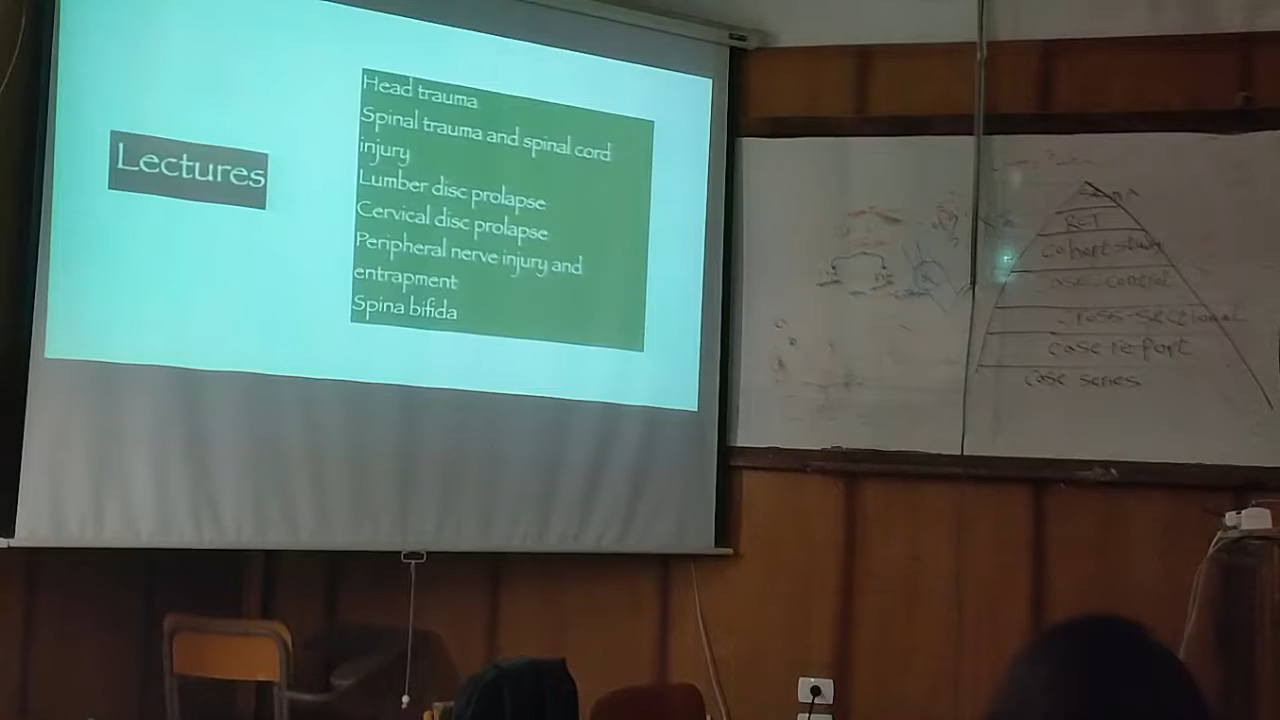 Lectures
Head trauma
Spinal trauma and spinal cord
injury
Lumber disc prolapse
Cervical disc prolapse
Peripheral nerve injury and
entrapment
Spina bifida
RCT
cohort study
case-control
cross-sectional
case report
case series